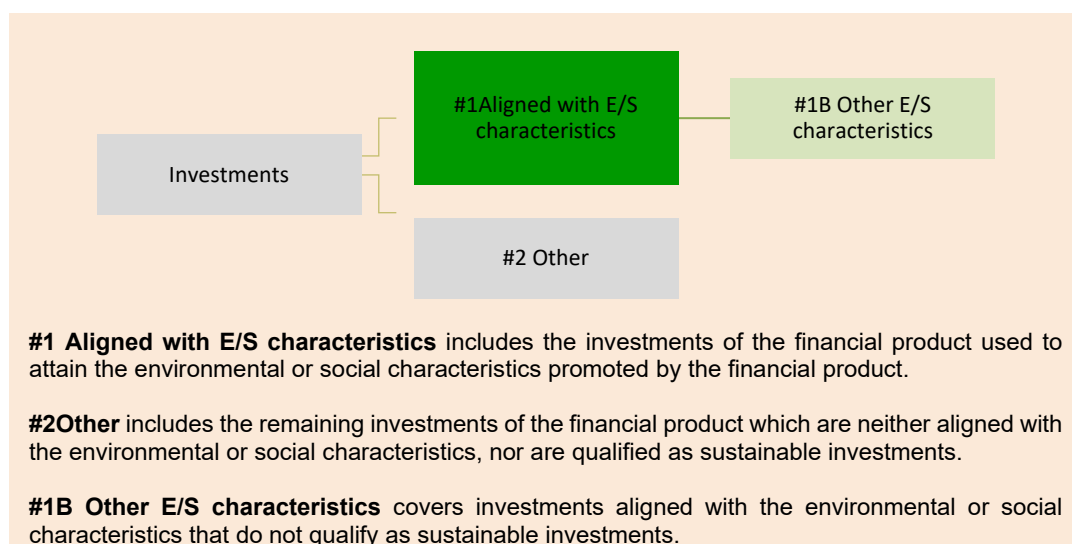 #1Aligned with E/S
characteristics
#1B Other E/S
characteristics
Investments
#2 Other
#1 Aligned with E/S characteristics includes the investments of the financial product used to
attain the environmental or social characteristics promoted by the financial product.
#2Other includes the remaining investments of the financial product which are neither aligned with
the environmental or social characteristics, nor are qualified as sustainable investments.
#1B Other E/S characteristics covers investments aligned with the environmental or social
characteristics that do not qualify as sustainable investments.